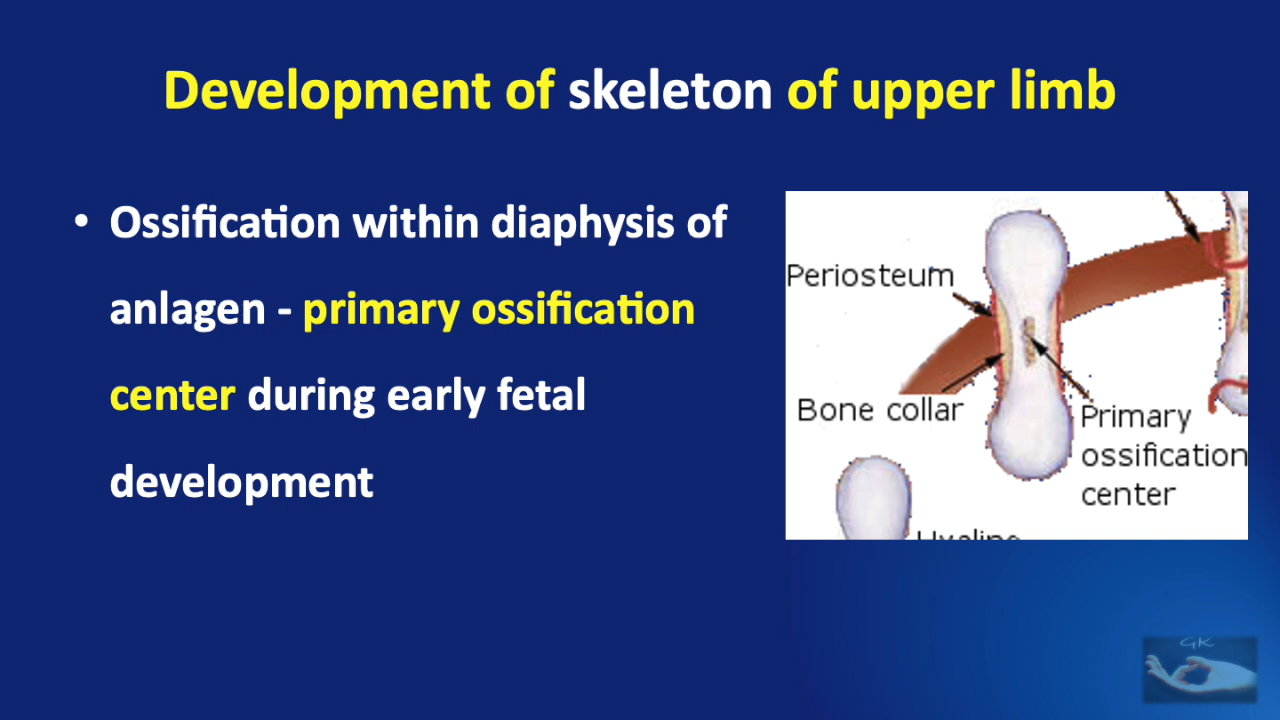 Development of skeleton of upper limb
• Ossification within diaphysis of
anlagen - primary ossification
center during early fetal
development
Periosteum
Bone collar
Primary
ossification
center
Hyaline
GK